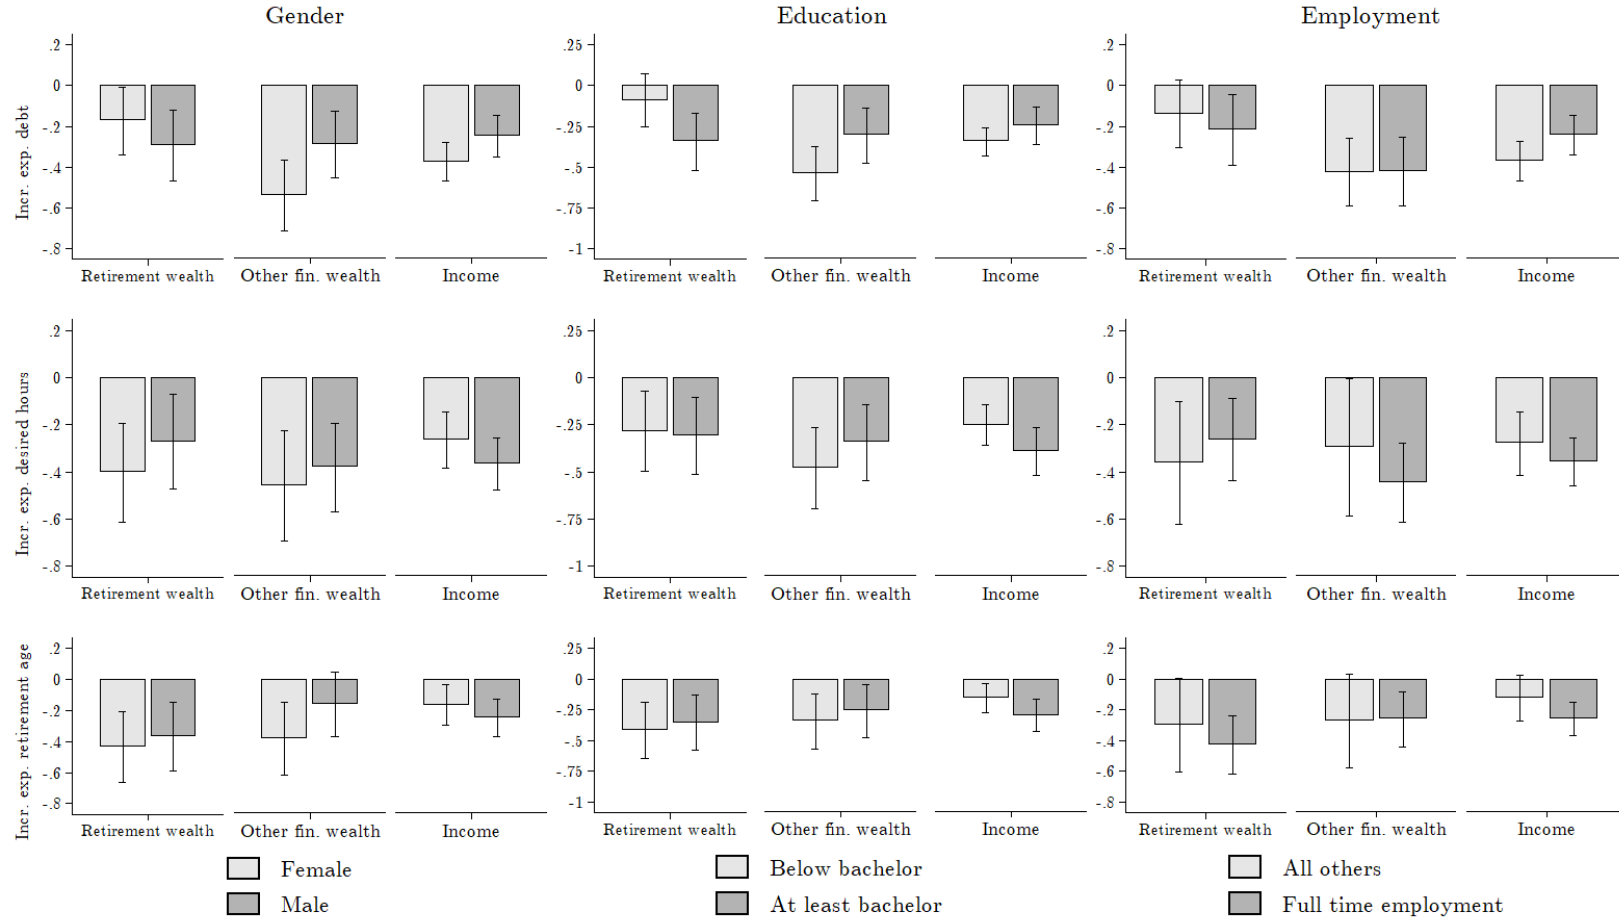 Gender Education Employment
Incr. exp. debt
.2
0
-.2
-.4
-.6
-.8
Retirement wealth Other fin. wealth Income
.25
0
-.25
-.5
-.75
-1
Retirement wealth Other fin. wealth Income
.2
0
-.2
-.4
-.6
-.8
Retirement wealth Other fin. wealth Income
Incr. exp. desired hours
.2
0
-.2
-.4
-.6
-.8
Retirement wealth Other fin. wealth Income
.25
0
-.25
-.5
-.75
-1
Retirement wealth Other fin. wealth Income
.2
0
-.2
-.4
-.6
-.8
Retirement wealth Other fin. wealth Income
Incr. exp. retirement age
.2
0
-.2
-.4
-.6
-.8
Retirement wealth Other fin. wealth Income
.25
0
-.25
-.5
-.75
-1
Retirement wealth Other fin. wealth Income
.2
0
-.2
-.4
-.6
-.8
Retirement wealth Other fin. wealth Income
Female
Male
Below bachelor
At least bachelor
All others
Full time employment